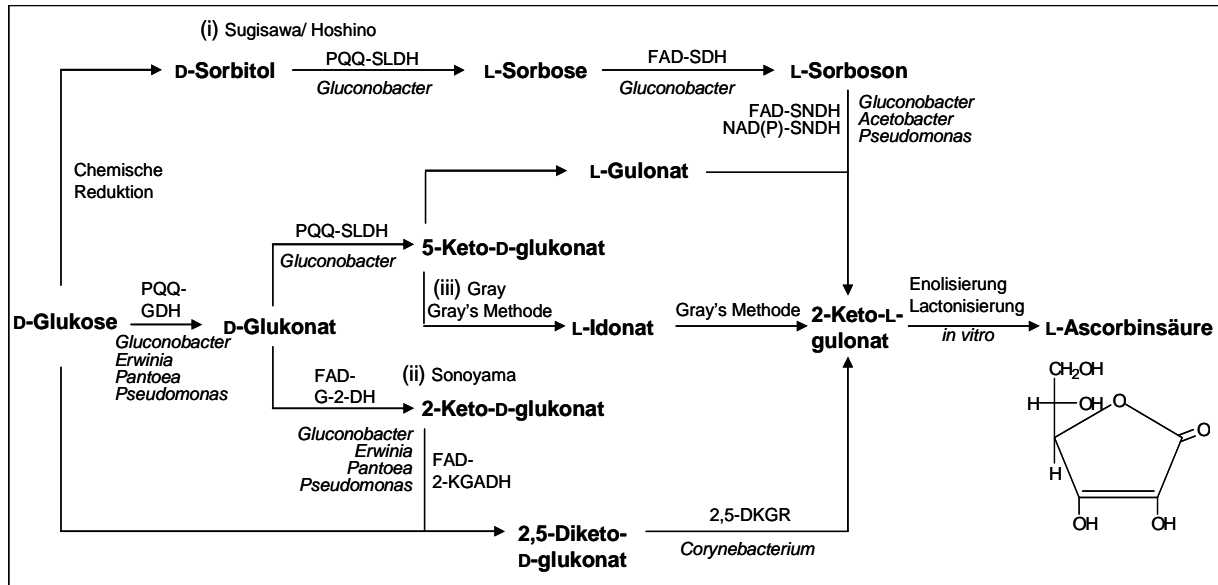 (i) Sugisawa/ Hoshino
D-Sorbitol
PQQ-SLDH
Gluconobacter
L-Sorbose
FAD-SDH
Gluconobacter
L-Sorboson
FAD-SNDH
NAD(P)-SNDH
Gluconobacter
Acetobacter
Pseudomonas
Chemische
Reduktion
L-Gulonat
PQQ-SLDH
Gluconobacter
5-Keto-D-glukonat
(iii) Gray
Gray's Methode
D-Glukose
PQQ-
GDH
Gluconobacter
Erwinia
Pantoea
Pseudomonas
D-Glukonat
L-Idonat
Gray's Methode
2-Keto-L-
gulonat
Enolisierung
Lactonisierung
in vitro
L-Ascorbinsäure
FAD-
G-2-DH
(ii) Sonoyama
2-Keto-D-glukonat
Gluconobacter
Erwinia
Pantoea
Pseudomonas
FAD-
2-KGADH
2,5-Diketo-
D-glukonat
2,5-DKGR
Corynebacterium
CH2OH
H
OH
O
O
H
OH
OH